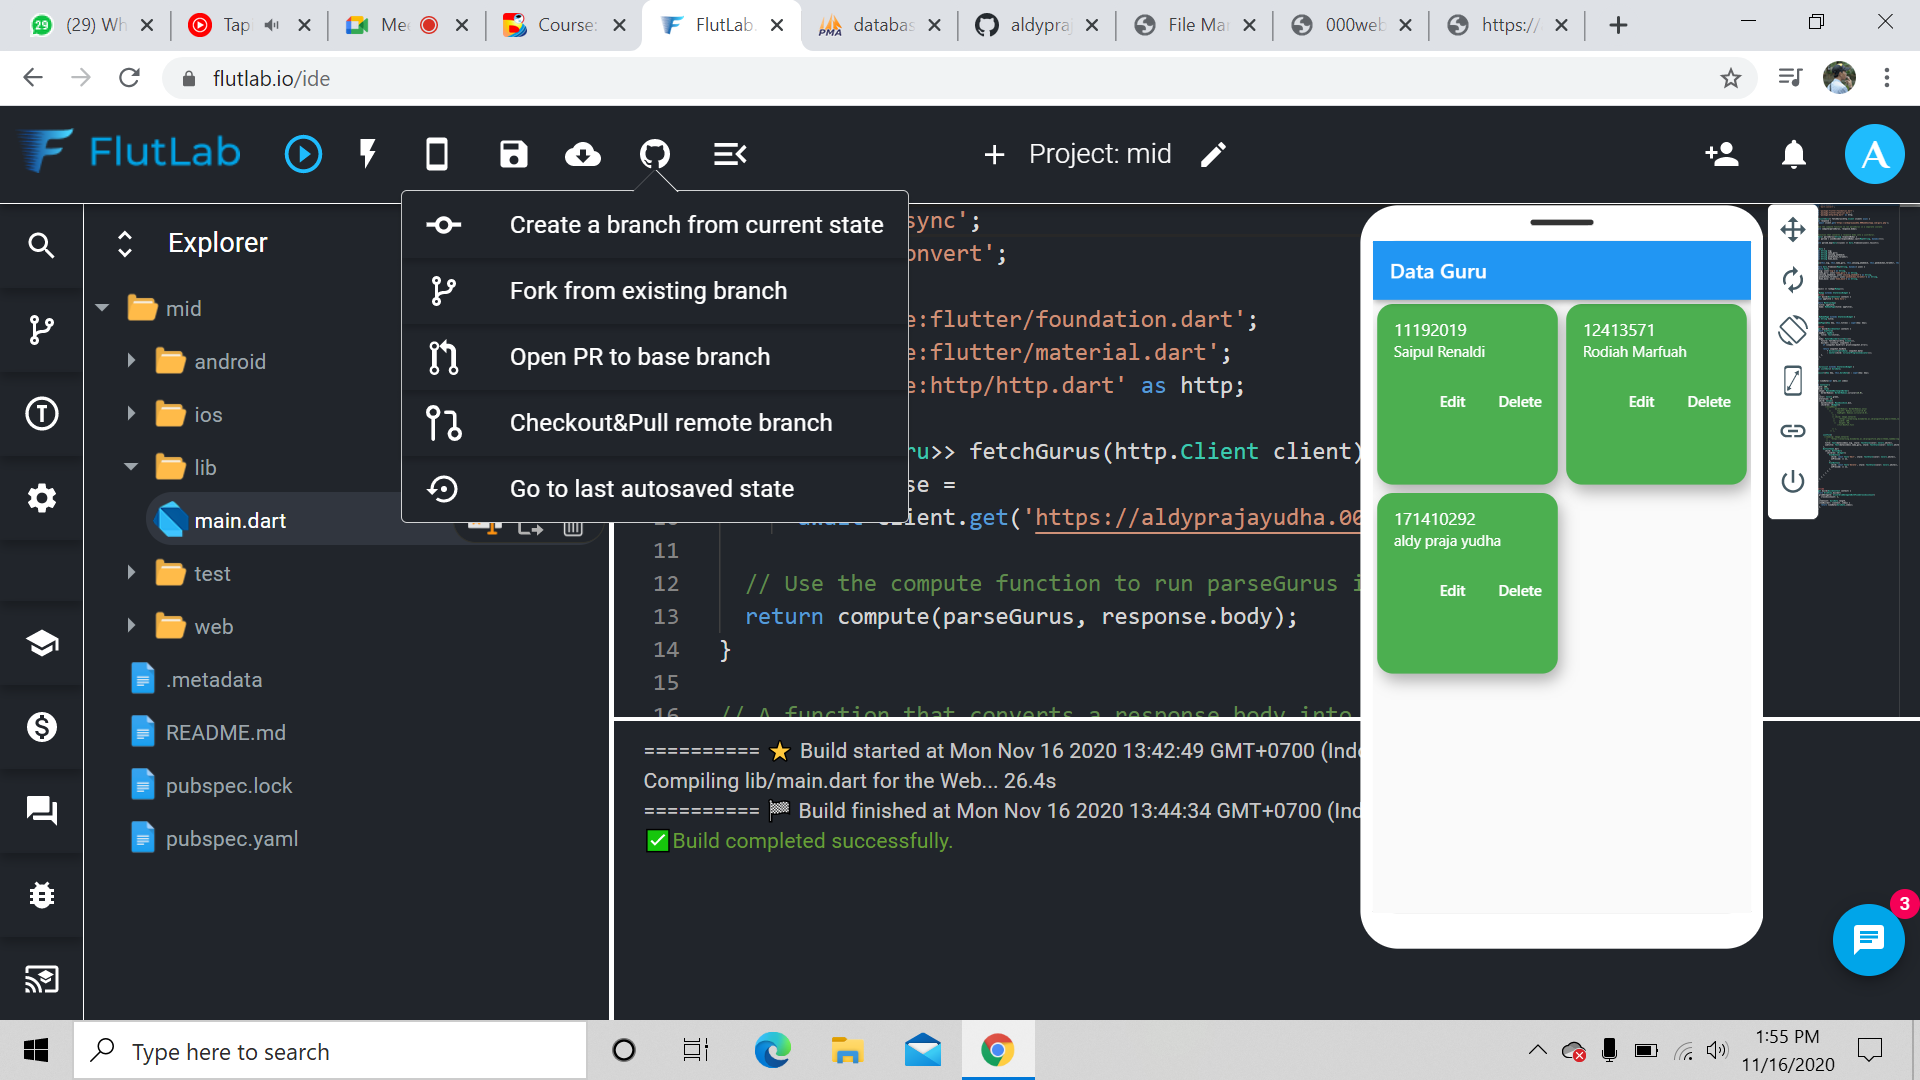 (29) Wh
Tap
Mee
Course:
FlutLab.
databas
aldypraj
File Man
000web
https://
flutlab.io/ide
FlutLab
Project: mid
A
Explorer
mid
android
ios
lib
main.dart
test
web
.metadata
README.md
pubspec.lock
pubspec.yaml
Create a branch from current state
Fork from existing branch
Open PR to base branch
Checkout&Pull remote branch
Go to last autosaved state
sync';
onvert';
e:flutter/foundation.dart';
e:flutter/material.dart';
e:http/http.dart' as http;
ru>> fetchGurus(http.Client client)
se =
client.get('https://aldyprajayudha.00
11
12 // Use the compute function to run parseGurus i
13 return compute(parseGurus, response.body);
14 }
15
16 // A function that converts a response body into
========== ⭐ Build started at Mon Nov 16 2020 13:42:49 GMT+0700 (Indo
Compiling lib/main.dart for the Web... 26.4s
========== 🏁 Build finished at Mon Nov 16 2020 13:44:34 GMT+0700 (Ind
✅Build completed successfully.
Data Guru
11192019
Saipul Renaldi
Edit Delete
12413571
Rodiah Marfuah
Edit Delete
171410292
aldy praja yudha
Edit Delete
3
Type here to search
1:55 PM
11/16/2020